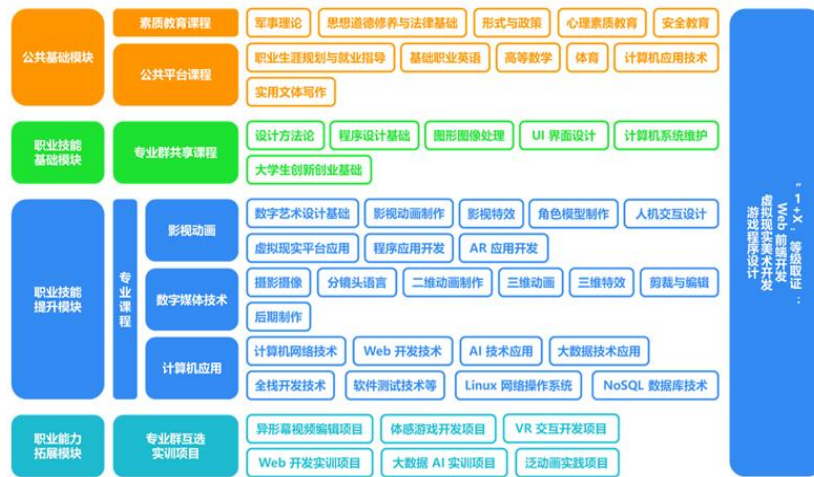 公共基础模块
素质教育课程
军事理论
思想道德修养与法律基础
形式与政策
心理素质教育
安全教育
公共平台课程
职业生涯规划与就业指导
基础职业英语
高等数学
体育
计算机应用技术
实用文体写作
职业技能
基础模块
专业群共享课程
设计方法论
程序设计基础
图形图像处理
UI 界面设计
计算机系统维护
大学生创新创业基础
职业技能
提升模块
专业课程
影视动画
数字艺术设计基础
影视动画制作
影视特效
角色模型制作
人机交互设计
虚拟现实平台应用
程序应用开发
AR 应用开发
数字媒体技术
摄影摄像
分镜头语言
二维动画制作
三维动画
三维特效
剪裁与编辑
后期制作
计算机应用
计算机网络技术
Web 开发技术
AI 技术应用
大数据技术应用
全栈开发技术
软件测试技术等
Linux 网络操作系统
NoSQL 数据库技术
职业能力
拓展模块
专业群互选
实训项目
异形幕视频编辑项目
体感游戏开发项目
VR 交互开发项目
Web 开发实训项目
大数据 AI 实训项目
泛动画实践项目
“1+X”等级取证：
Web 前端开发
虚拟现实美术开发
游戏程序设计